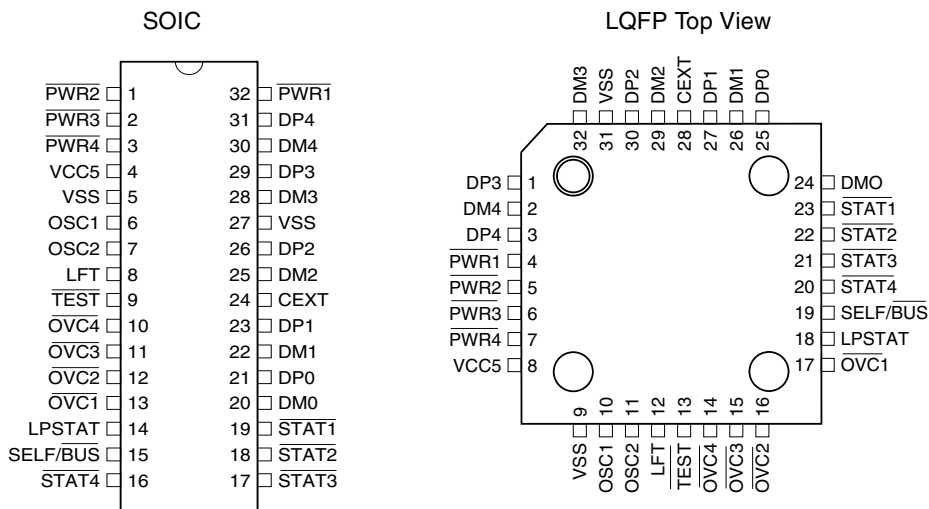 SOIC
PWR2 1 32 PWR1
PWR3 2 31 DP4
PWR4 3 30 DM4
VCC5 4 29 DP3
VSS 5 28 DM3
OSC1 6 27 VSS
OSC2 7 26 DP2
LFT 8 25 DM2
TEST 9 24 CEXT
OVC4 10 23 DP1
OVC3 11 22 DM1
OVC2 12 21 DP0
OVC1 13 20 DM0
LPSTAT 14 19 STAT1
SELF/BUS 15 18 STAT2
STAT4 16 17 STAT3
LQFP Top View
DM3 VSS DP2 DM2 CEXT DP1 DM1 DP0
32 31 30 29 28 27 26 25
DP3 1 24 DMO
DM4 2 23 STAT1
DP4 3 22 STAT2
PWR1 4 21 STAT3
PWR2 5 20 STAT4
PWR3 6 19 SELF/BUS
PWR4 7 18 LPSTAT
VCC5 8 17 OVC1
9 10 11 12 13 14 15 16
VSS OSC1 OSC2 LFT TEST OVC4 OVC3 OVC2